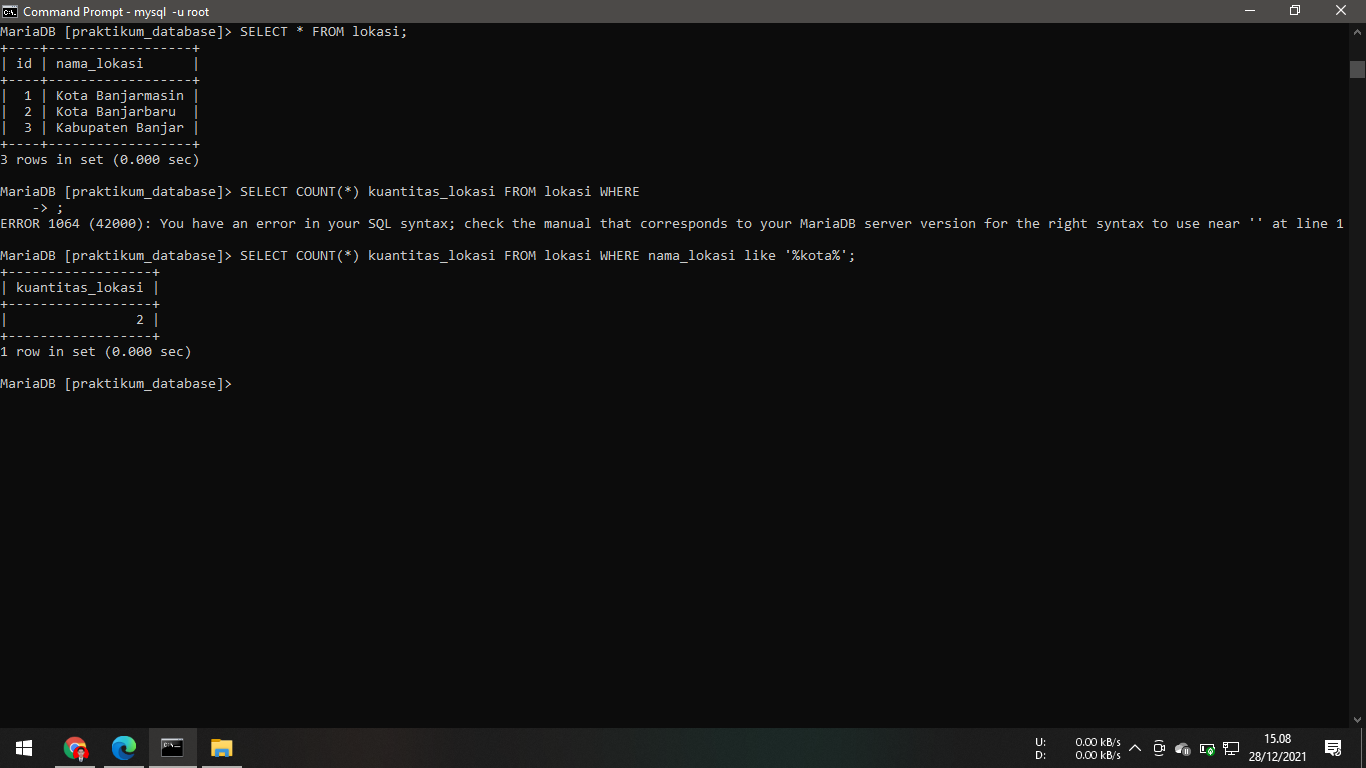 Command Prompt - mysql  -u root
MariaDB [praktikum_database]> SELECT * FROM lokasi;
+----+------------------+
| id | nama_lokasi      |
+----+------------------+
|  1 | Kota Banjarmasin |
|  2 | Kota Banjarbaru  |
|  3 | Kabupaten Banjar |
+----+------------------+
3 rows in set (0.000 sec)
MariaDB [praktikum_database]> SELECT COUNT(*) kuantitas_lokasi FROM lokasi WHERE
    -> ;
ERROR 1064 (42000): You have an error in your SQL syntax; check the manual that corresponds to your MariaDB server version for the right syntax to use near '' at line 1
MariaDB [praktikum_database]> SELECT COUNT(*) kuantitas_lokasi FROM lokasi WHERE nama_lokasi like '%kota%';
+------------------+
| kuantitas_lokasi |
+------------------+
|                2 |
+------------------+
1 row in set (0.000 sec)
MariaDB [praktikum_database]>
U: 0.00 kB/s
D: 0.00 kB/s
15.08
28/12/2021